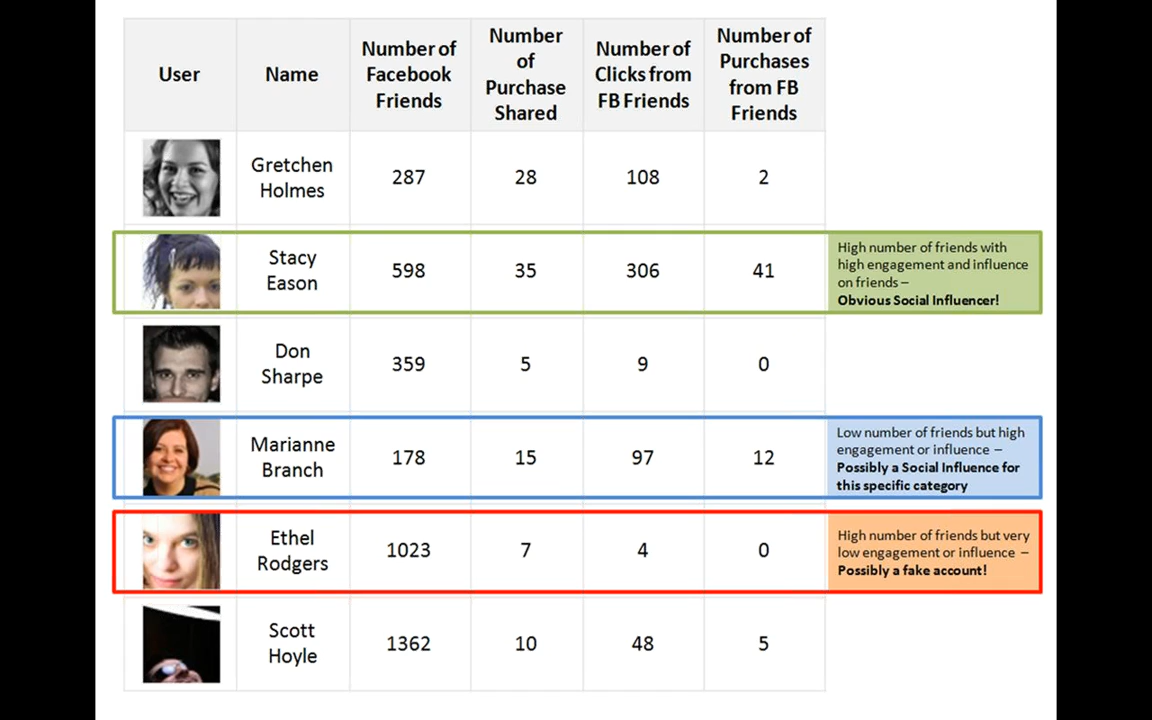 User
Name
Number of
Facebook
Friends
Number
of
Purchase
Shared
Number of
Clicks from
FB Friends
Number of
Purchases
from FB
Friends
Gretchen
Holmes
287
28
108
2
Stacy
Eason
598
35
306
41
High number of friends with
high engagement and influence
on friends –
Obvious Social Influencer!
Don
Sharpe
359
5
9
0
Marianne
Branch
178
15
97
12
Low number of friends but high
engagement or influence –
Possibly a Social Influence for
this specific category
Ethel
Rodgers
1023
7
4
0
High number of friends but very
low engagement or influence –
Possibly a fake account!
Scott
Hoyle
1362
10
48
5